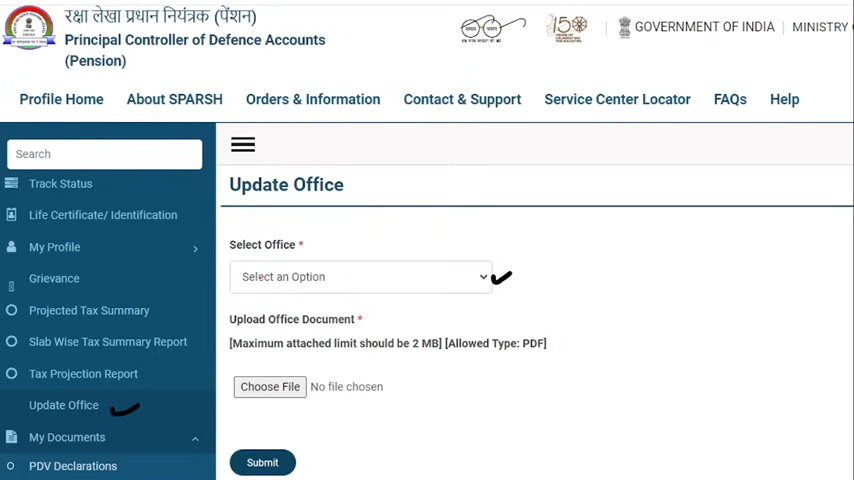 रक्षा लेखा प्रधान नियंत्रक (पेंशन)
Principal Controller of Defence Accounts
(Pension)
150
GOVERNMENT OF INDIA
MINISTRY
Profile Home
About SPARSH
Orders & Information
Contact & Support
Service Center Locator
FAQs
Help
Search
Track Status
Life Certificate/ Identification
My Profile
Grievance
Projected Tax Summary
Slab Wise Tax Summary Report
Tax Projection Report
Update Office
My Documents
PDV Declarations
Update Office
Select Office *
Select an Option
Upload Office Document *
[Maximum attached limit should be 2 MB] [Allowed Type: PDF]
Choose File No file chosen
Submit